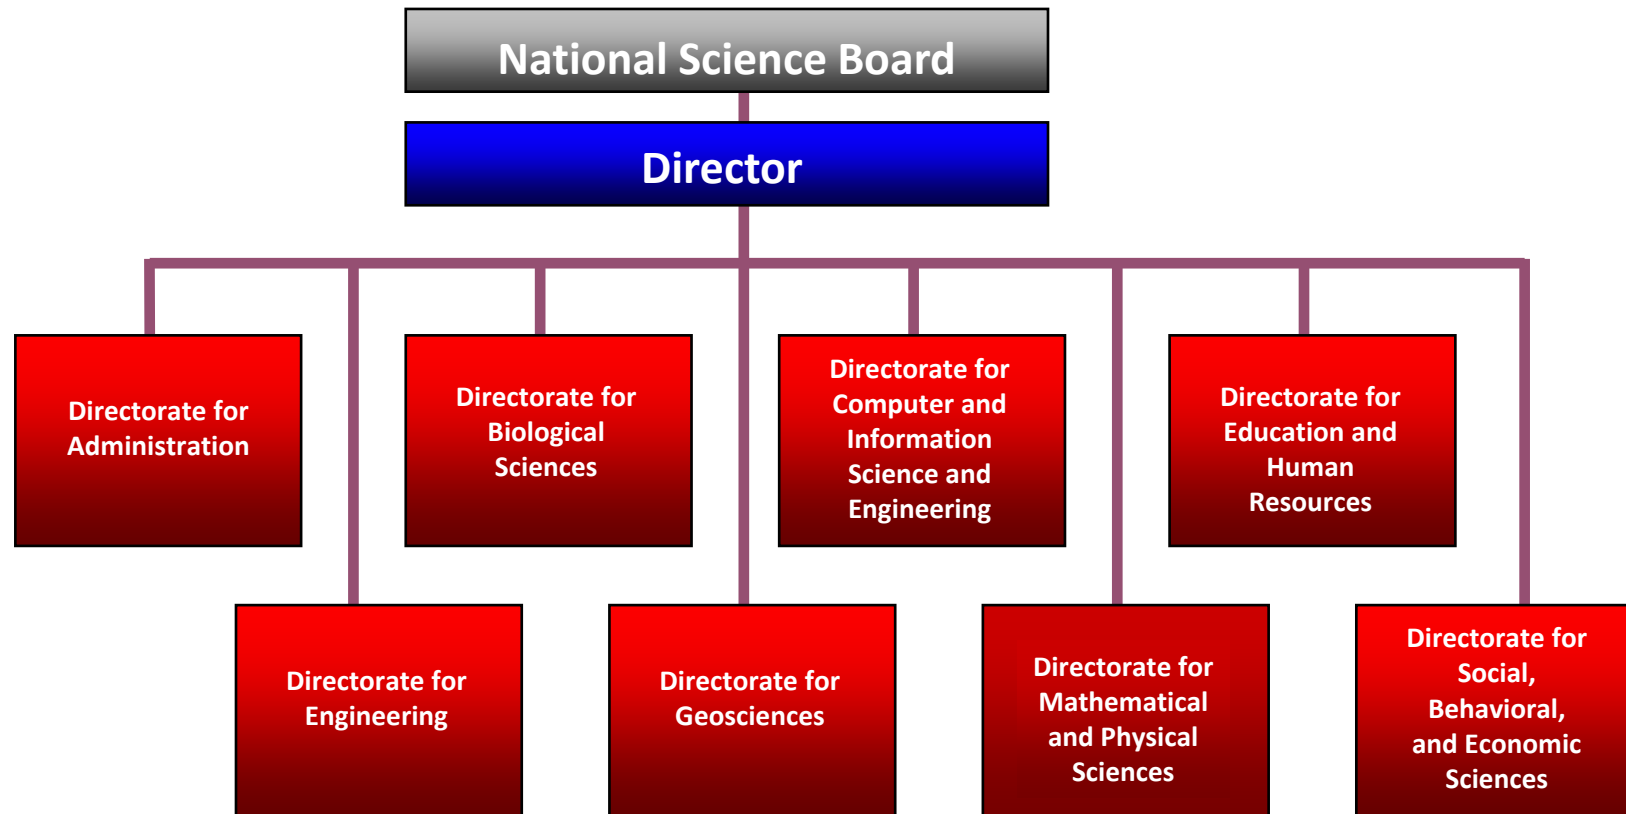 National Science Board
Director
Directorate for
Administration
Directorate for
Biological
Sciences
Directorate for
Computer and
Information
Science and
Engineering
Directorate for
Education and
Human
Resources
Directorate for
Engineering
Directorate for
Geosciences
Directorate for
Mathematical
and Physical
Sciences
Directorate for
Social,
Behavioral,
and Economic
Sciences